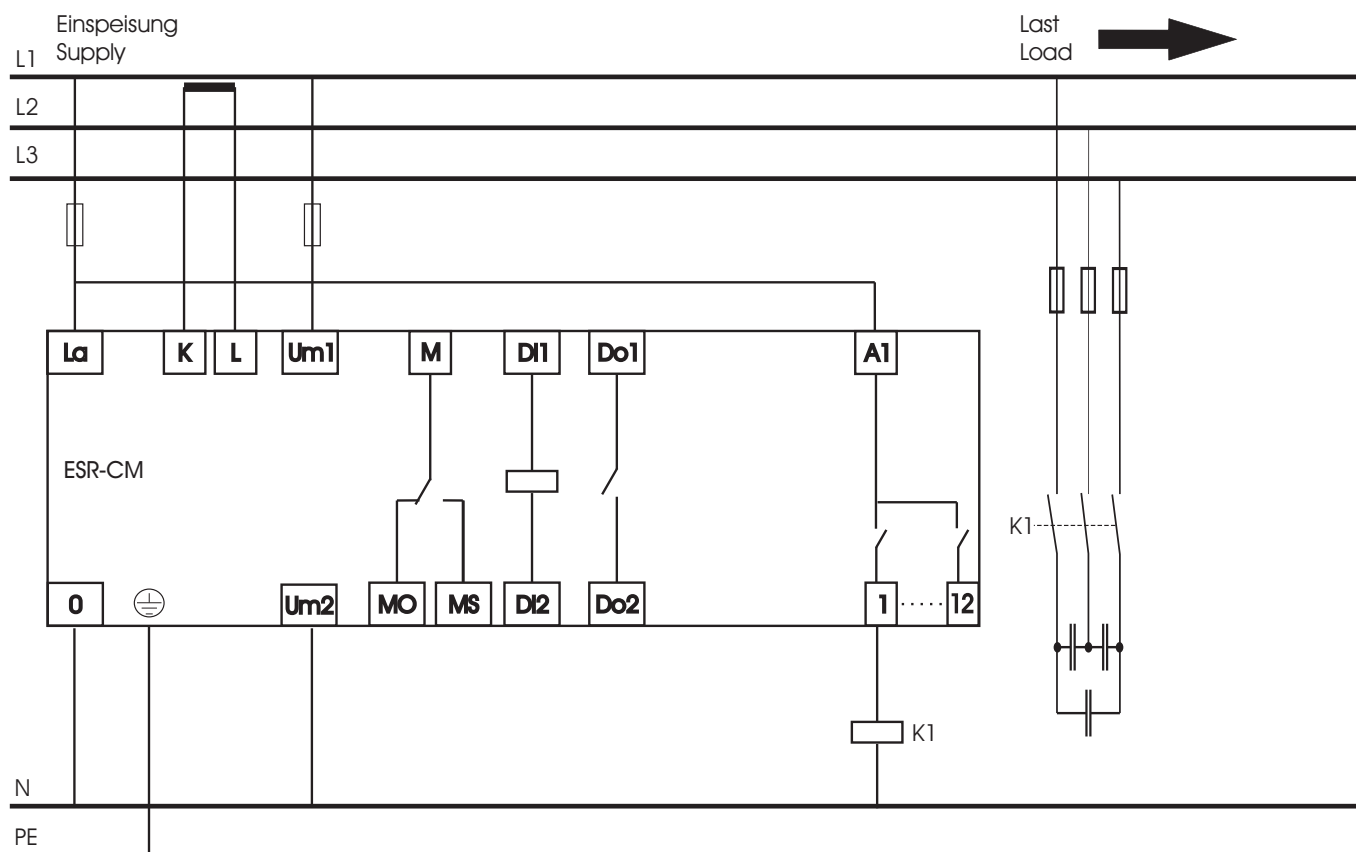 Einspeisung
Supply
Last
Load
L1
L2
L3
La
K
L
Um1
M
DI1
Do1
A1
ESR-CM
K1
0
Um2
MO
MS
DI2
Do2
1
.....
12
K1
N
PE